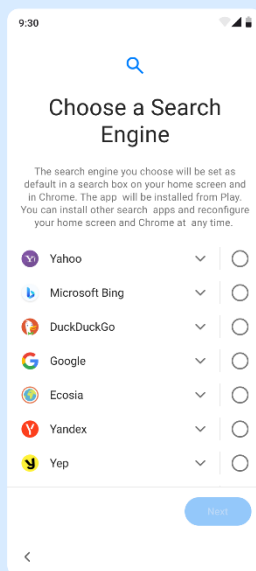 9:30
Choose a Search
Engine
The search engine you choose will be set as
default in a search box on your home screen and
in Chrome. The app will be installed from Play.
You can install other search apps and reconfigure
your home screen and Chrome at any time.
Yahoo
Microsoft Bing
DuckDuckGo
Google
Ecosia
Yandex
Yep
Next